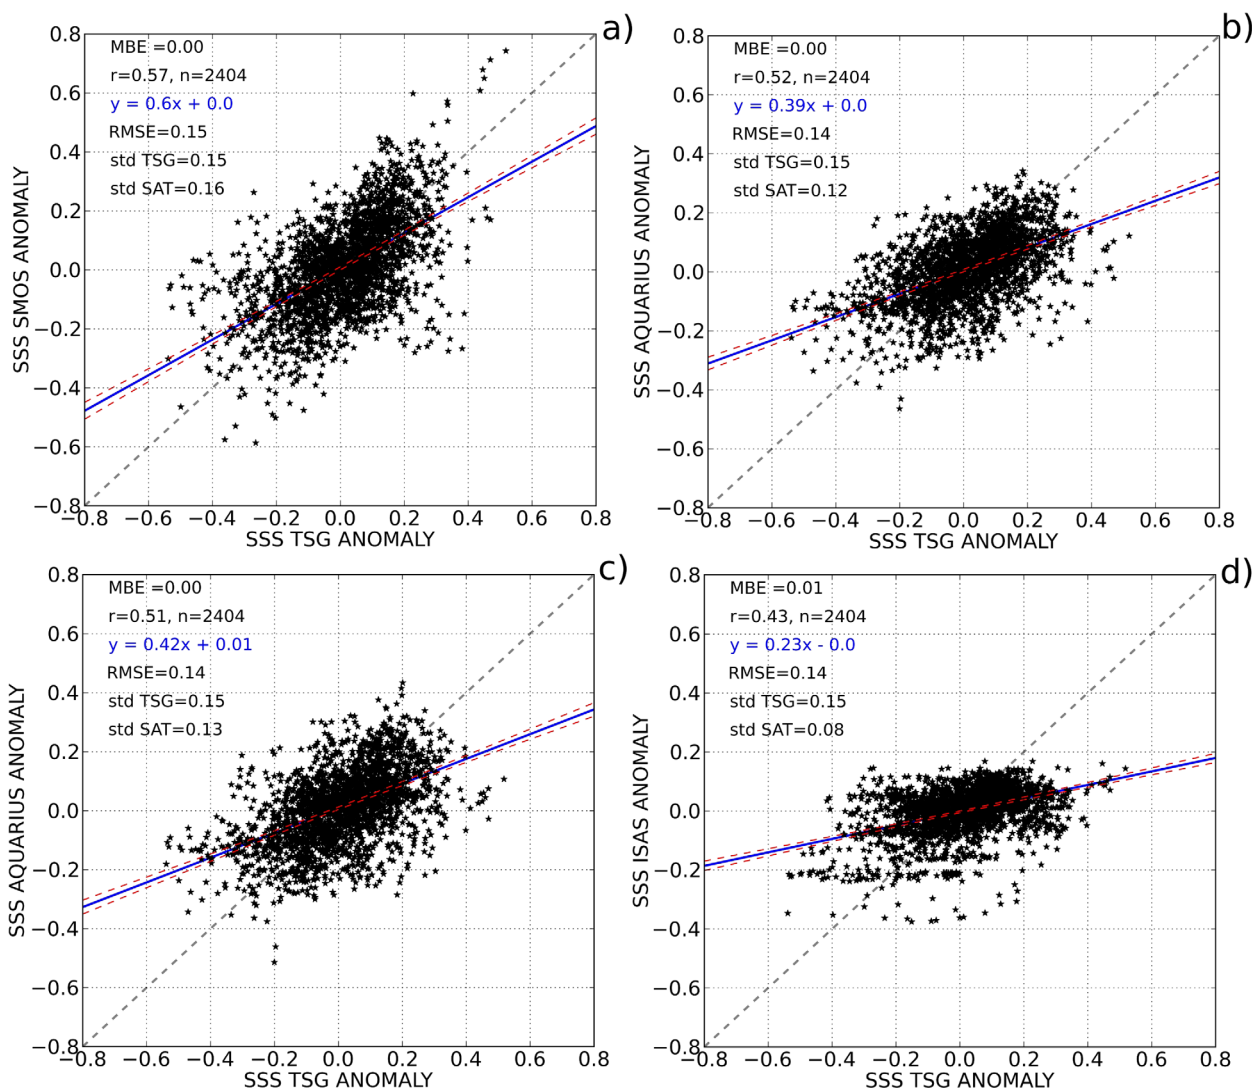 a)
MBE =0.00
r=0.57, n=2404
y = 0.6x + 0.0
RMSE=0.15
std TSG=0.15
std SAT=0.16
0.8
0.6
0.4
0.2
0.0
−0.2
−0.4
−0.6
−0.8
SSS SMOS ANOMALY
−0.8 −0.6 −0.4 −0.2 0.0 0.2 0.4 0.6 0.8
SSS TSG ANOMALY
b)
MBE =0.00
r=0.52, n=2404
y = 0.39x + 0.0
RMSE=0.14
std TSG=0.15
std SAT=0.12
0.8
0.6
0.4
0.2
0.0
−0.2
−0.4
−0.6
−0.8
SSS AQUARIUS ANOMALY
−0.8 −0.6 −0.4 −0.2 0.0 0.2 0.4 0.6 0.8
SSS TSG ANOMALY
c)
MBE =0.00
r=0.51, n=2404
y = 0.42x + 0.01
RMSE=0.14
std TSG=0.15
std SAT=0.13
0.8
0.6
0.4
0.2
0.0
−0.2
−0.4
−0.6
−0.8
SSS AQUARIUS ANOMALY
−0.8 −0.6 −0.4 −0.2 0.0 0.2 0.4 0.6 0.8
SSS TSG ANOMALY
d)
MBE =0.01
r=0.43, n=2404
y = 0.23x - 0.0
RMSE=0.14
std TSG=0.15
std SAT=0.08
0.8
0.6
0.4
0.2
0.0
−0.2
−0.4
−0.6
−0.8
SSS ISAS ANOMALY
−0.8 −0.6 −0.4 −0.2 0.0 0.2 0.4 0.6 0.8
SSS TSG ANOMALY